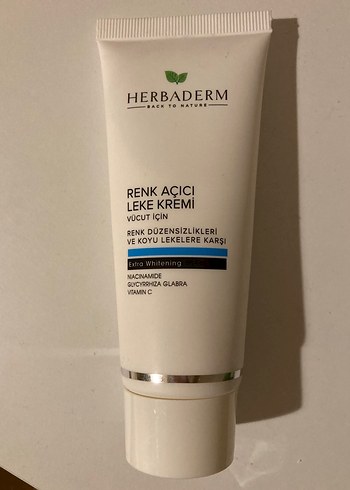 HERBADERM
BACK TO NATURE
RENK AÇICI
LEKE KREMİ
VÜCUT İÇİN
RENK DÜZENSİZLİKLERİ
VE KOYU LEKELERE KARŞI
Extra Whitening
NIACINAMIDE
GLYCYRRHIZA GLABRA
VITAMIN C